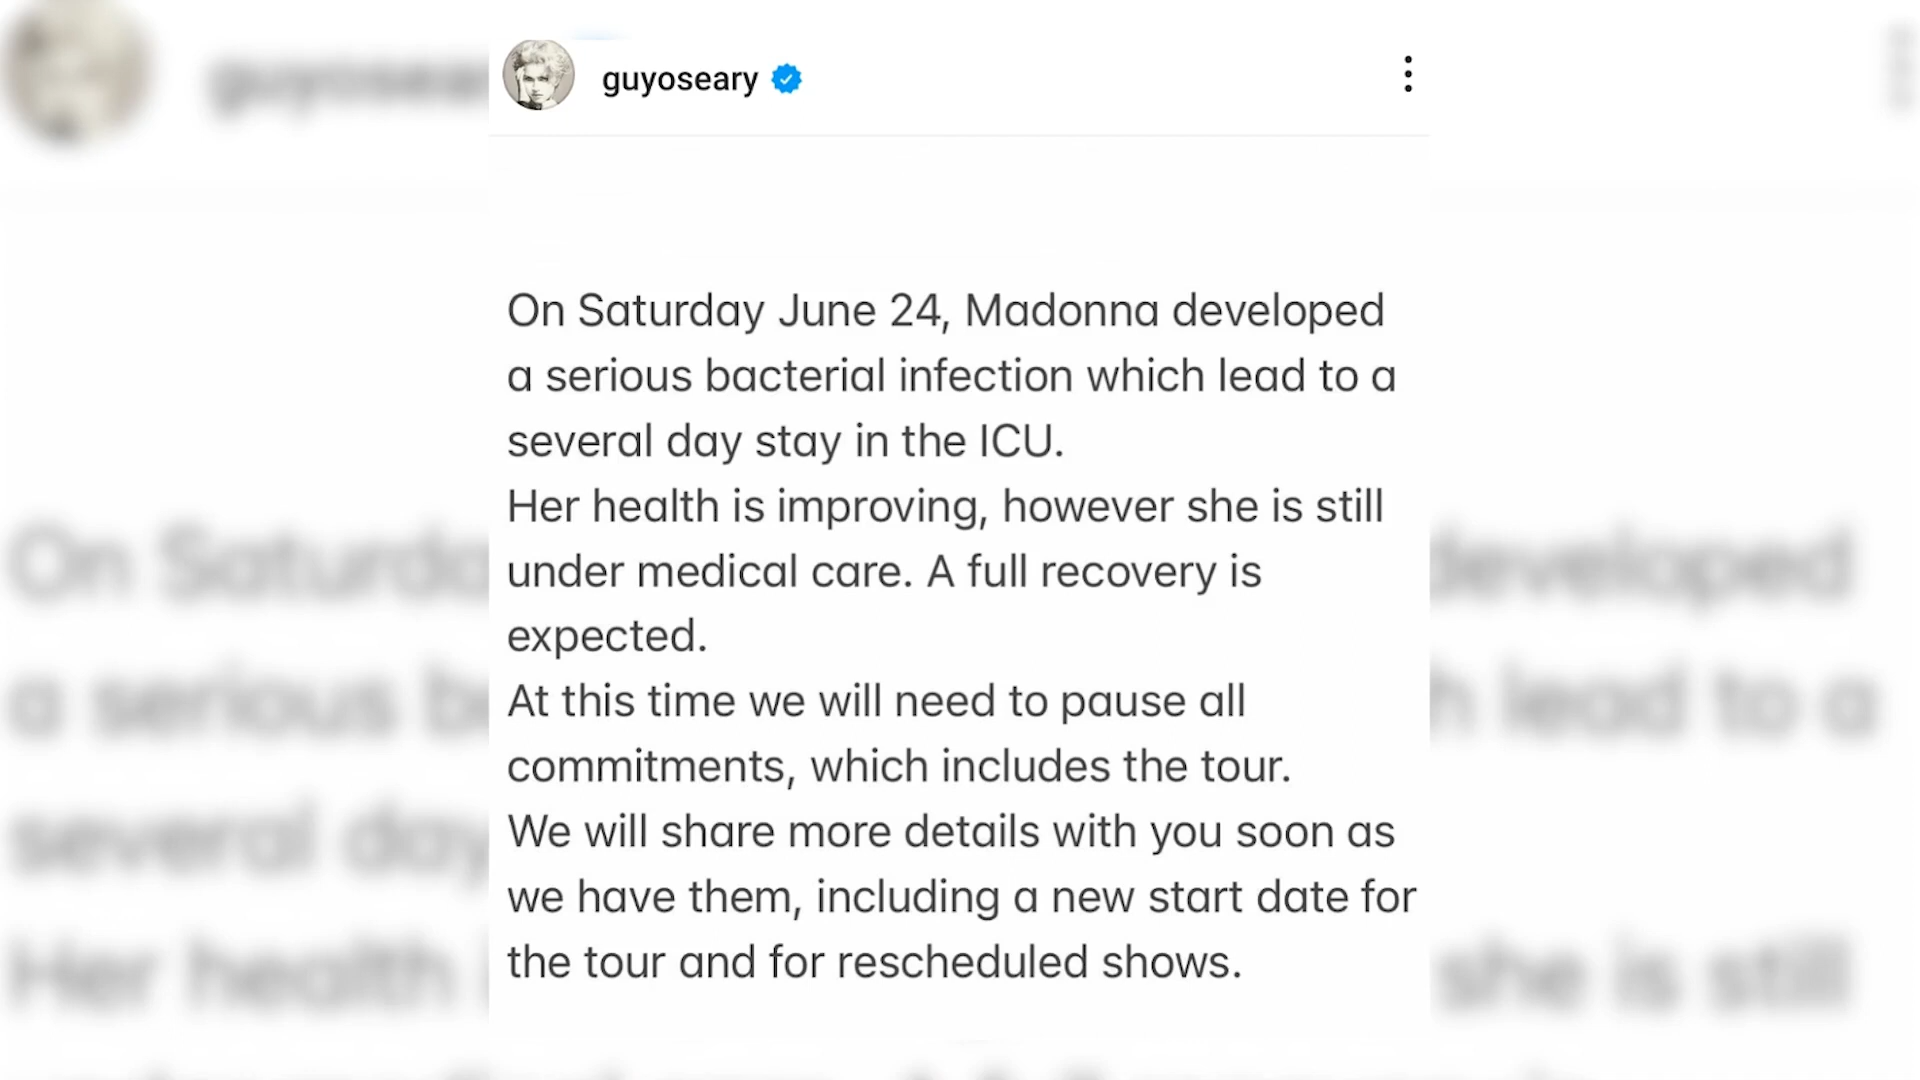 guyoseary
On Saturday June 24, Madonna developed
a serious bacterial infection which lead to a
several day stay in the ICU.
Her health is improving, however she is still
under medical care. A full recovery is
expected.
At this time we will need to pause all
commitments, which includes the tour.
We will share more details with you soon as
we have them, including a new start date for
the tour and for rescheduled shows.